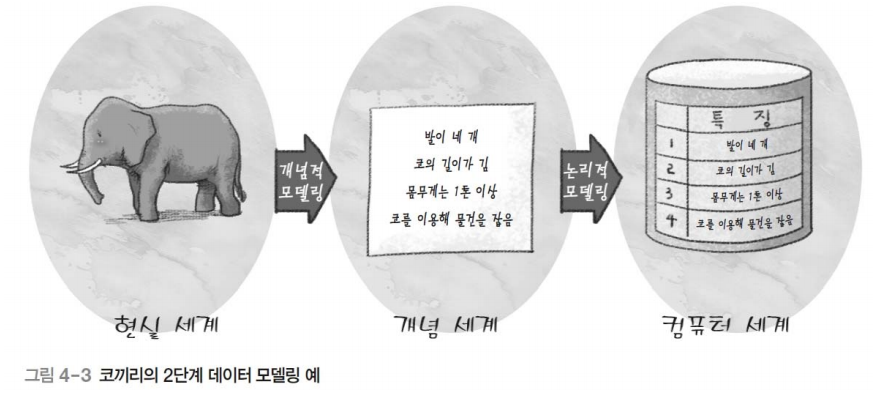 개념적
모델링
발이 네 개
코의 길이가 김
몸무게는 1톤 이상
코를 이용해 물건을 잡음
논리적
모델링
특 징
1 발이 네 개
2 코의 길이가 김
3 몸무게는 1톤 이상
4 코를 이용해 물건을 잡음
현실 세계
개념 세계
컴퓨터 세계
그림 4-3 코끼리의 2단계 데이터 모델링 예